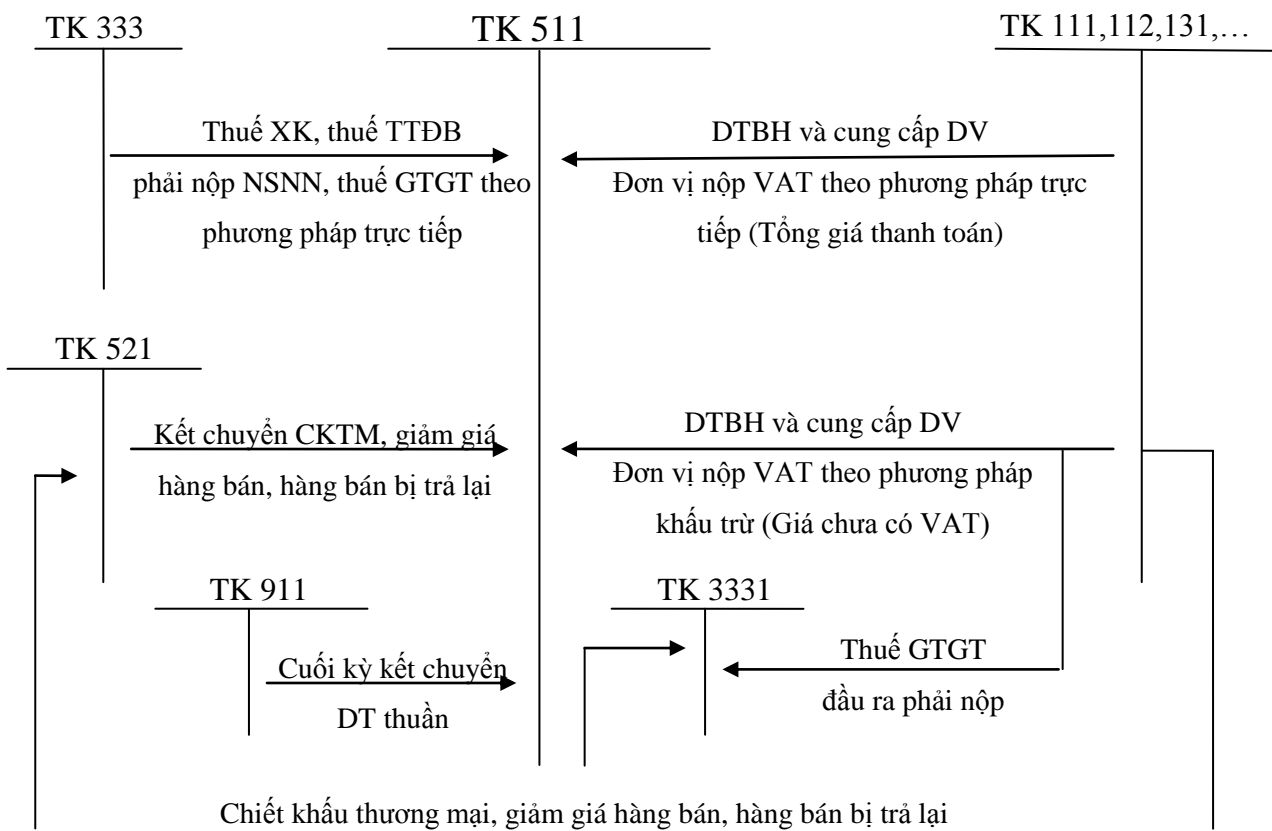 TK 333
TK 511
TK 111,112,131,…
Thuế XK, thuế TTĐB
phải nộp NSNN, thuế GTGT theo
phương pháp trực tiếp
DTBH và cung cấp DV
Đơn vị nộp VAT theo phương pháp trực
tiếp (Tổng giá thanh toán)
TK 521
Kết chuyển CKTM, giảm giá
hàng bán, hàng bán bị trả lại
DTBH và cung cấp DV
Đơn vị nộp VAT theo phương pháp
khấu trừ (Giá chưa có VAT)
TK 911
TK 3331
Cuối kỳ kết chuyển
DT thuần
Thuế GTGT
đầu ra phải nộp
Chiết khấu thương mại, giảm giá hàng bán, hàng bán bị trả lại